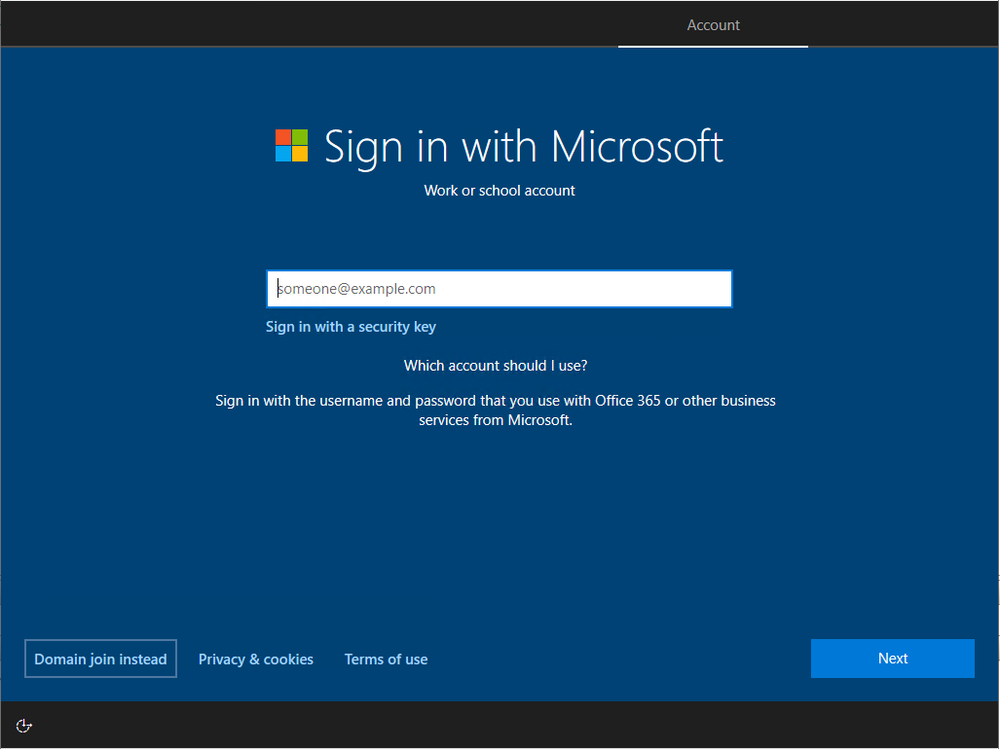 Account
Sign in with Microsoft
Work or school account
someone@example.com
Sign in with a security key
Which account should I use?
Sign in with the username and password that you use with Office 365 or other business
services from Microsoft.
Domain join instead
Privacy & cookies
Terms of use
Next